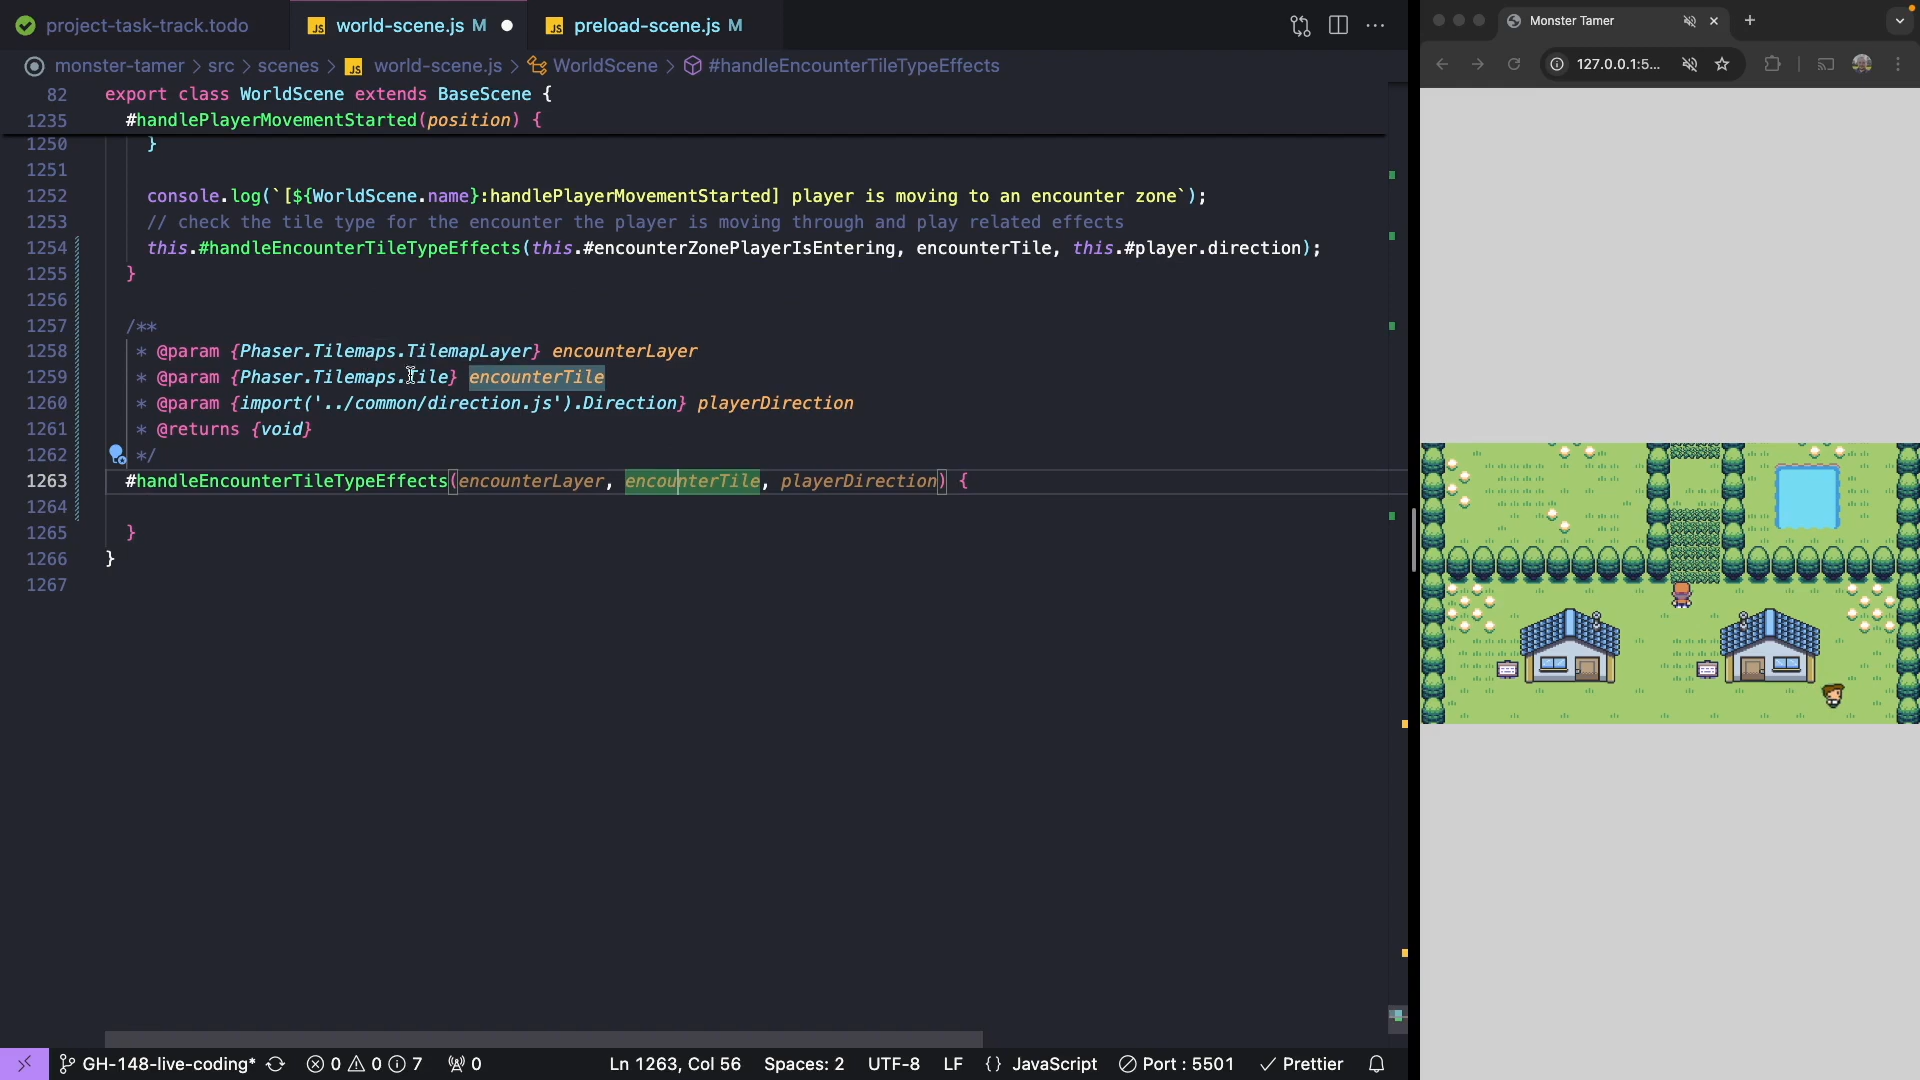 project-task-track.todo
world-scene.js M
preload-scene.js M
monster-tamer > src > scenes > world-scene.js > WorldScene > #handleEncounterTileTypeEffects
82 export class WorldScene extends BaseScene {
1235 #handlePlayerMovementStarted(position) {
1250 }
1251
1252 console.log(`[${WorldScene.name}:handlePlayerMovementStarted] player is moving to an encounter zone`);
1253 // check the tile type for the encounter the player is moving through and play related effects
1254 this.#handleEncounterTileTypeEffects(this.#encounterZonePlayerIsEntering, encounterTile, this.#player.direction);
1255 }
1256
1257 /**
1258 * @param {Phaser.Tilemaps.TilemapLayer} encounterLayer
1259 * @param {Phaser.Tilemaps.Tile} encounterTile
1260 * @param {import('../common/direction.js').Direction} playerDirection
1261 * @returns {void}
1262 */
1263 #handleEncounterTileTypeEffects(encounterLayer, encounterTile, playerDirection) {
1264
1265 }
1266 }
1267
GH-148-live-coding* 0 0 7 0 Ln 1263, Col 56 Spaces: 2 UTF-8 LF {} JavaScript Port : 5501 Prettier
Monster Tamer
127.0.0.1:5...